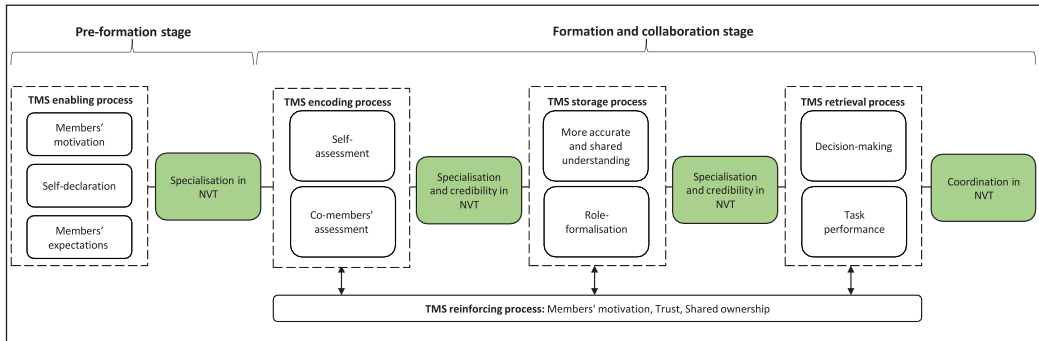 Pre-formation stage
Formation and collaboration stage
TMS enabling process
Members'
motivation
Self-declaration
Members'
expectations
Specialisation in
NVT
TMS encoding process
Self-
assessment
Co-members'
assessment
Specialisation
and credibility in
NVT
TMS storage process
More accurate
and shared
understanding
Role-
formalisation
Specialisation
and credibility in
NVT
TMS retrieval process
Decision-making
Task
performance
Coordination in
NVT
TMS reinforcing process: Members' motivation, Trust, Shared ownership